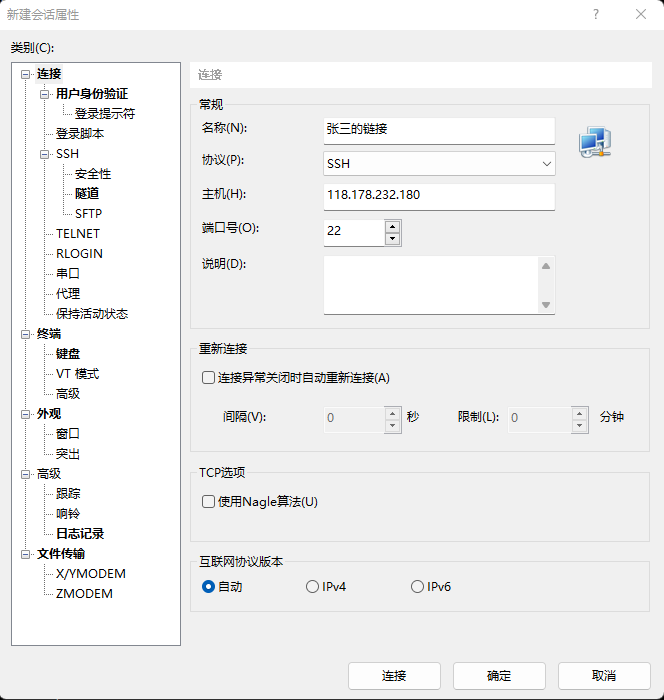 新建会话属性
类别(C):
连接
用户身份验证
登录提示符
登录脚本
SSH
安全性
隧道
SFTP
TELNET
RLOGIN
串口
代理
保持活动状态
终端
键盘
VT 模式
高级
外观
窗口
突出
高级
跟踪
响铃
日志记录
文件传输
X/YMODEM
ZMODEM
连接
常规
名称(N): 张三的链接
协议(P): SSH
主机(H): 118.178.232.180
端口号(O): 22
说明(D):
重新连接
连接异常关闭时自动重新连接(A)
间隔(V): 0 秒 限制(L): 0 分钟
TCP选项
使用Nagle算法(U)
互联网协议版本
自动 IPv4 IPv6
连接 确定 取消